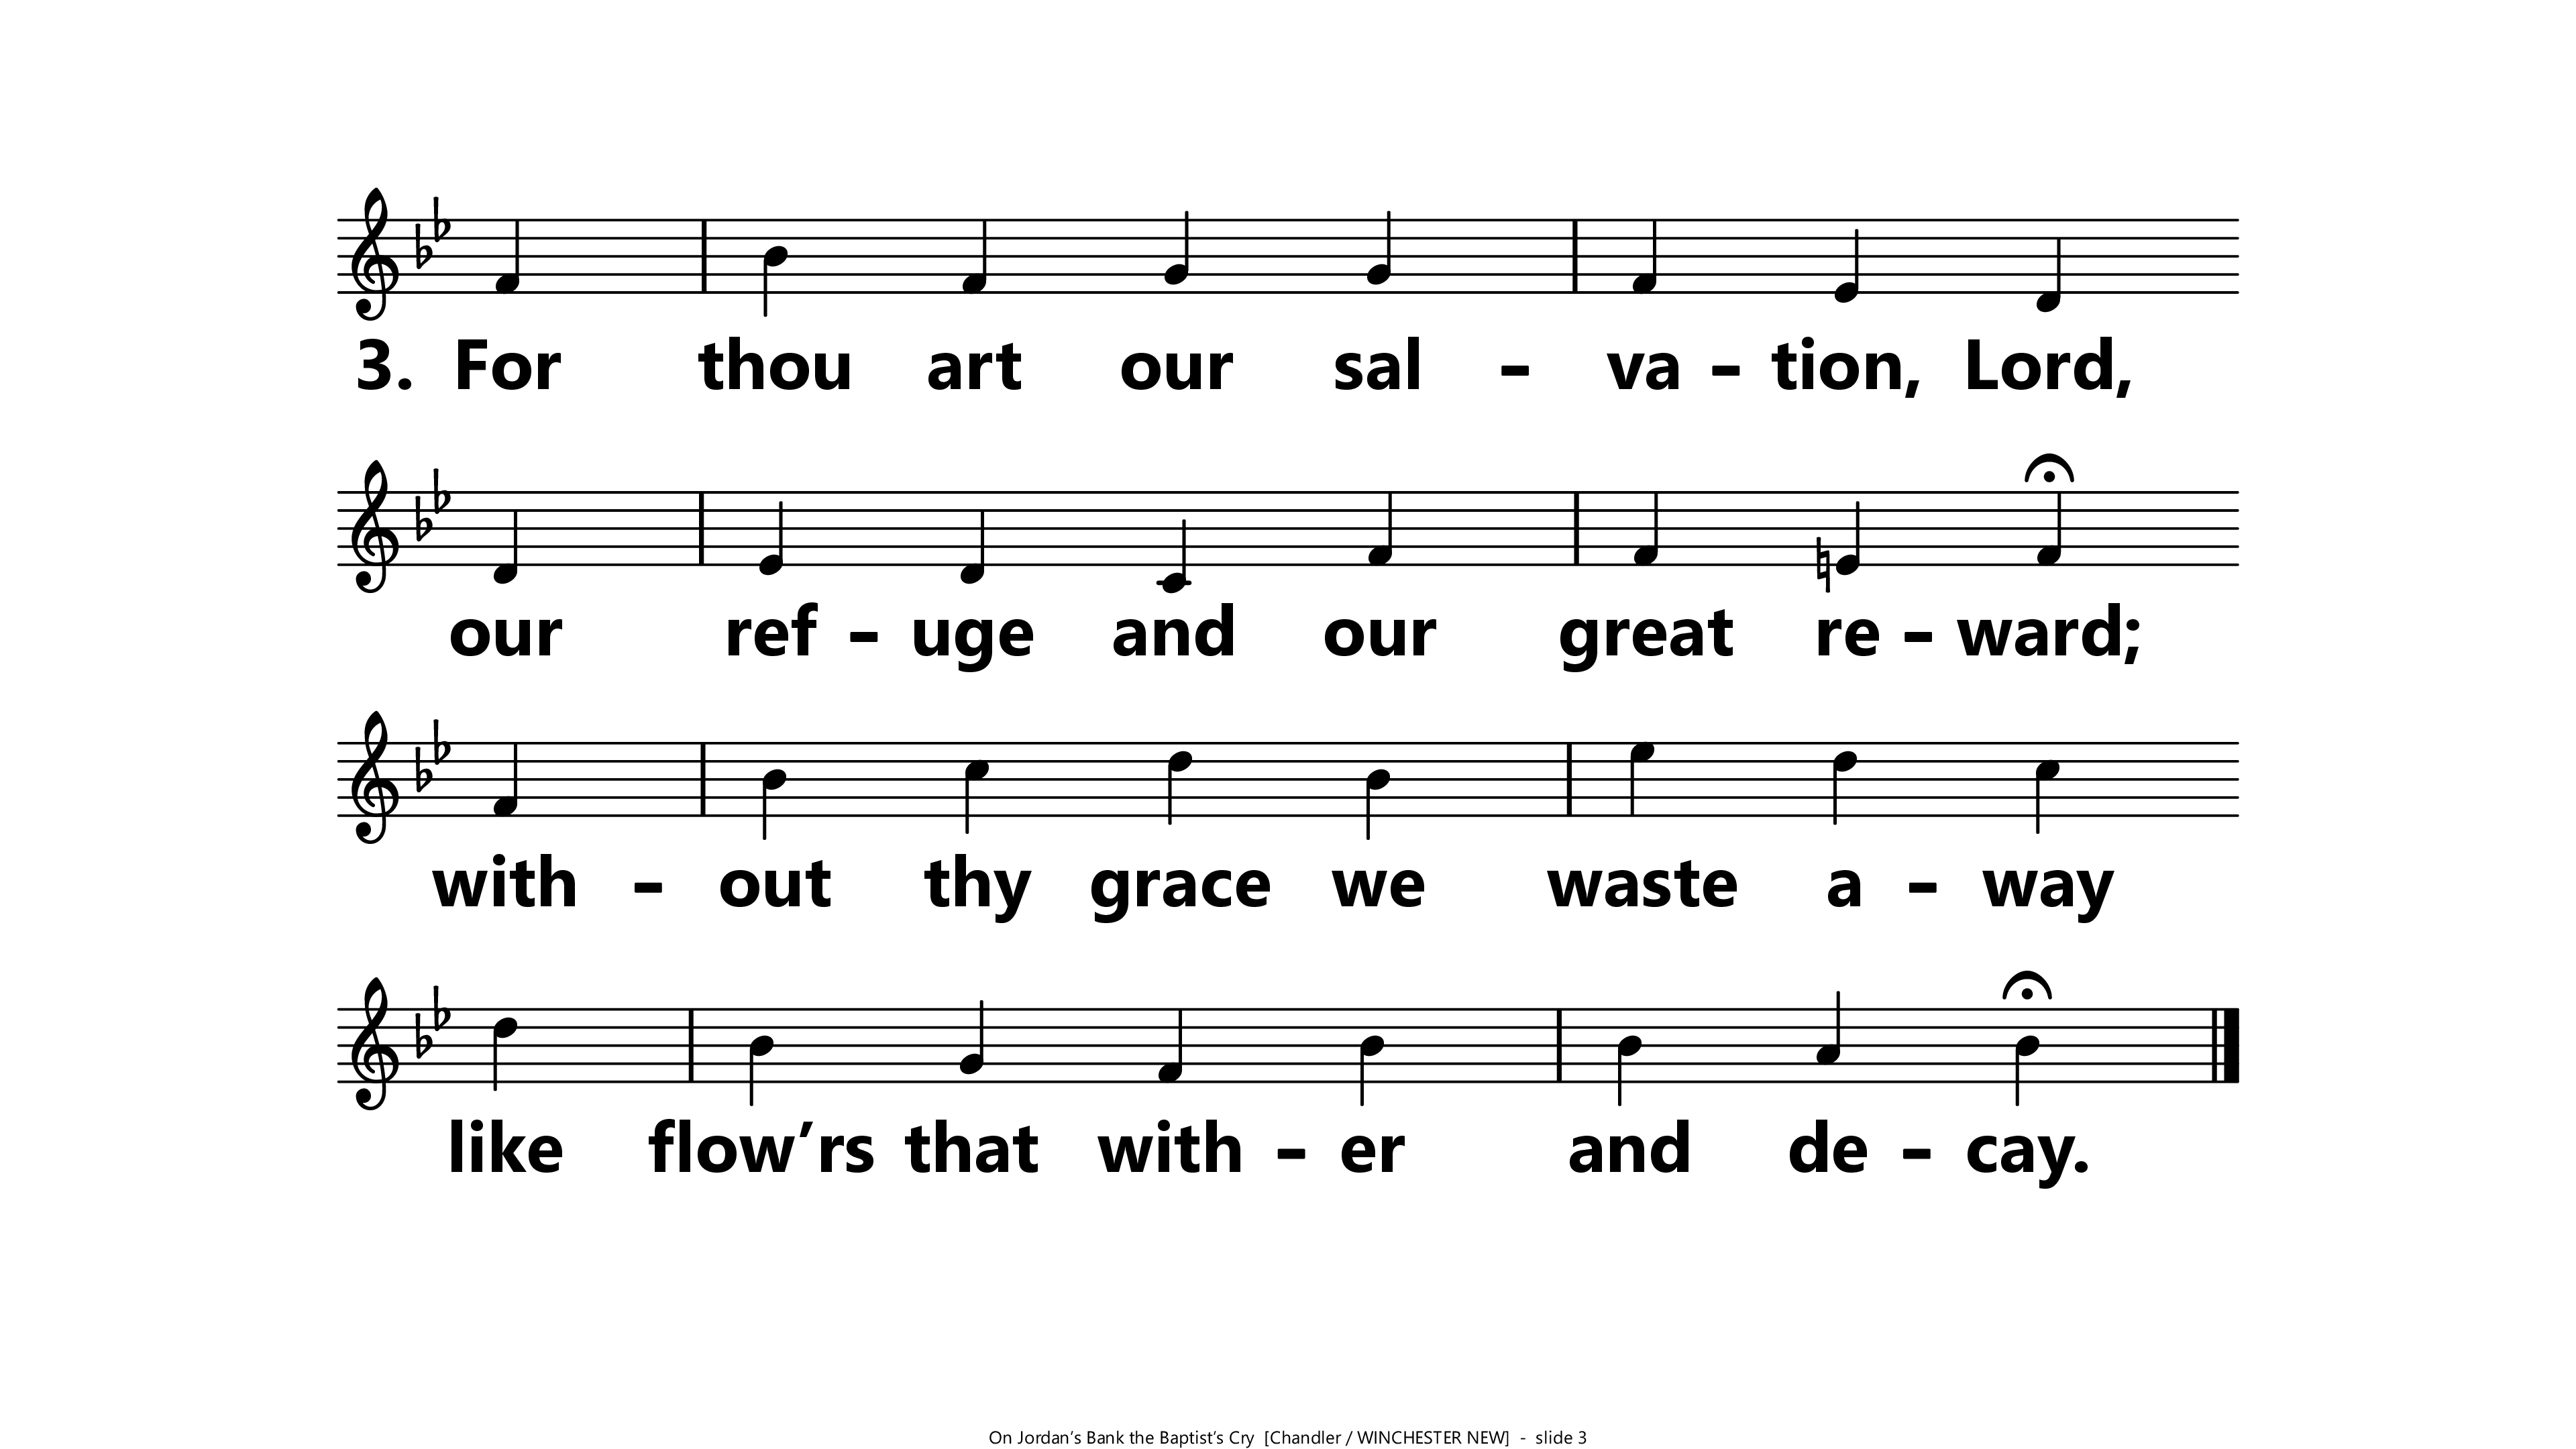 3. For thou art our sal - va - tion, Lord,
our ref - uge and our great re - ward;
with - out thy grace we waste a - way
like flow’rs that with - er and de - cay.
On Jordan’s Bank the Baptist’s Cry [Chandler / WINCHESTER NEW] - slide 3